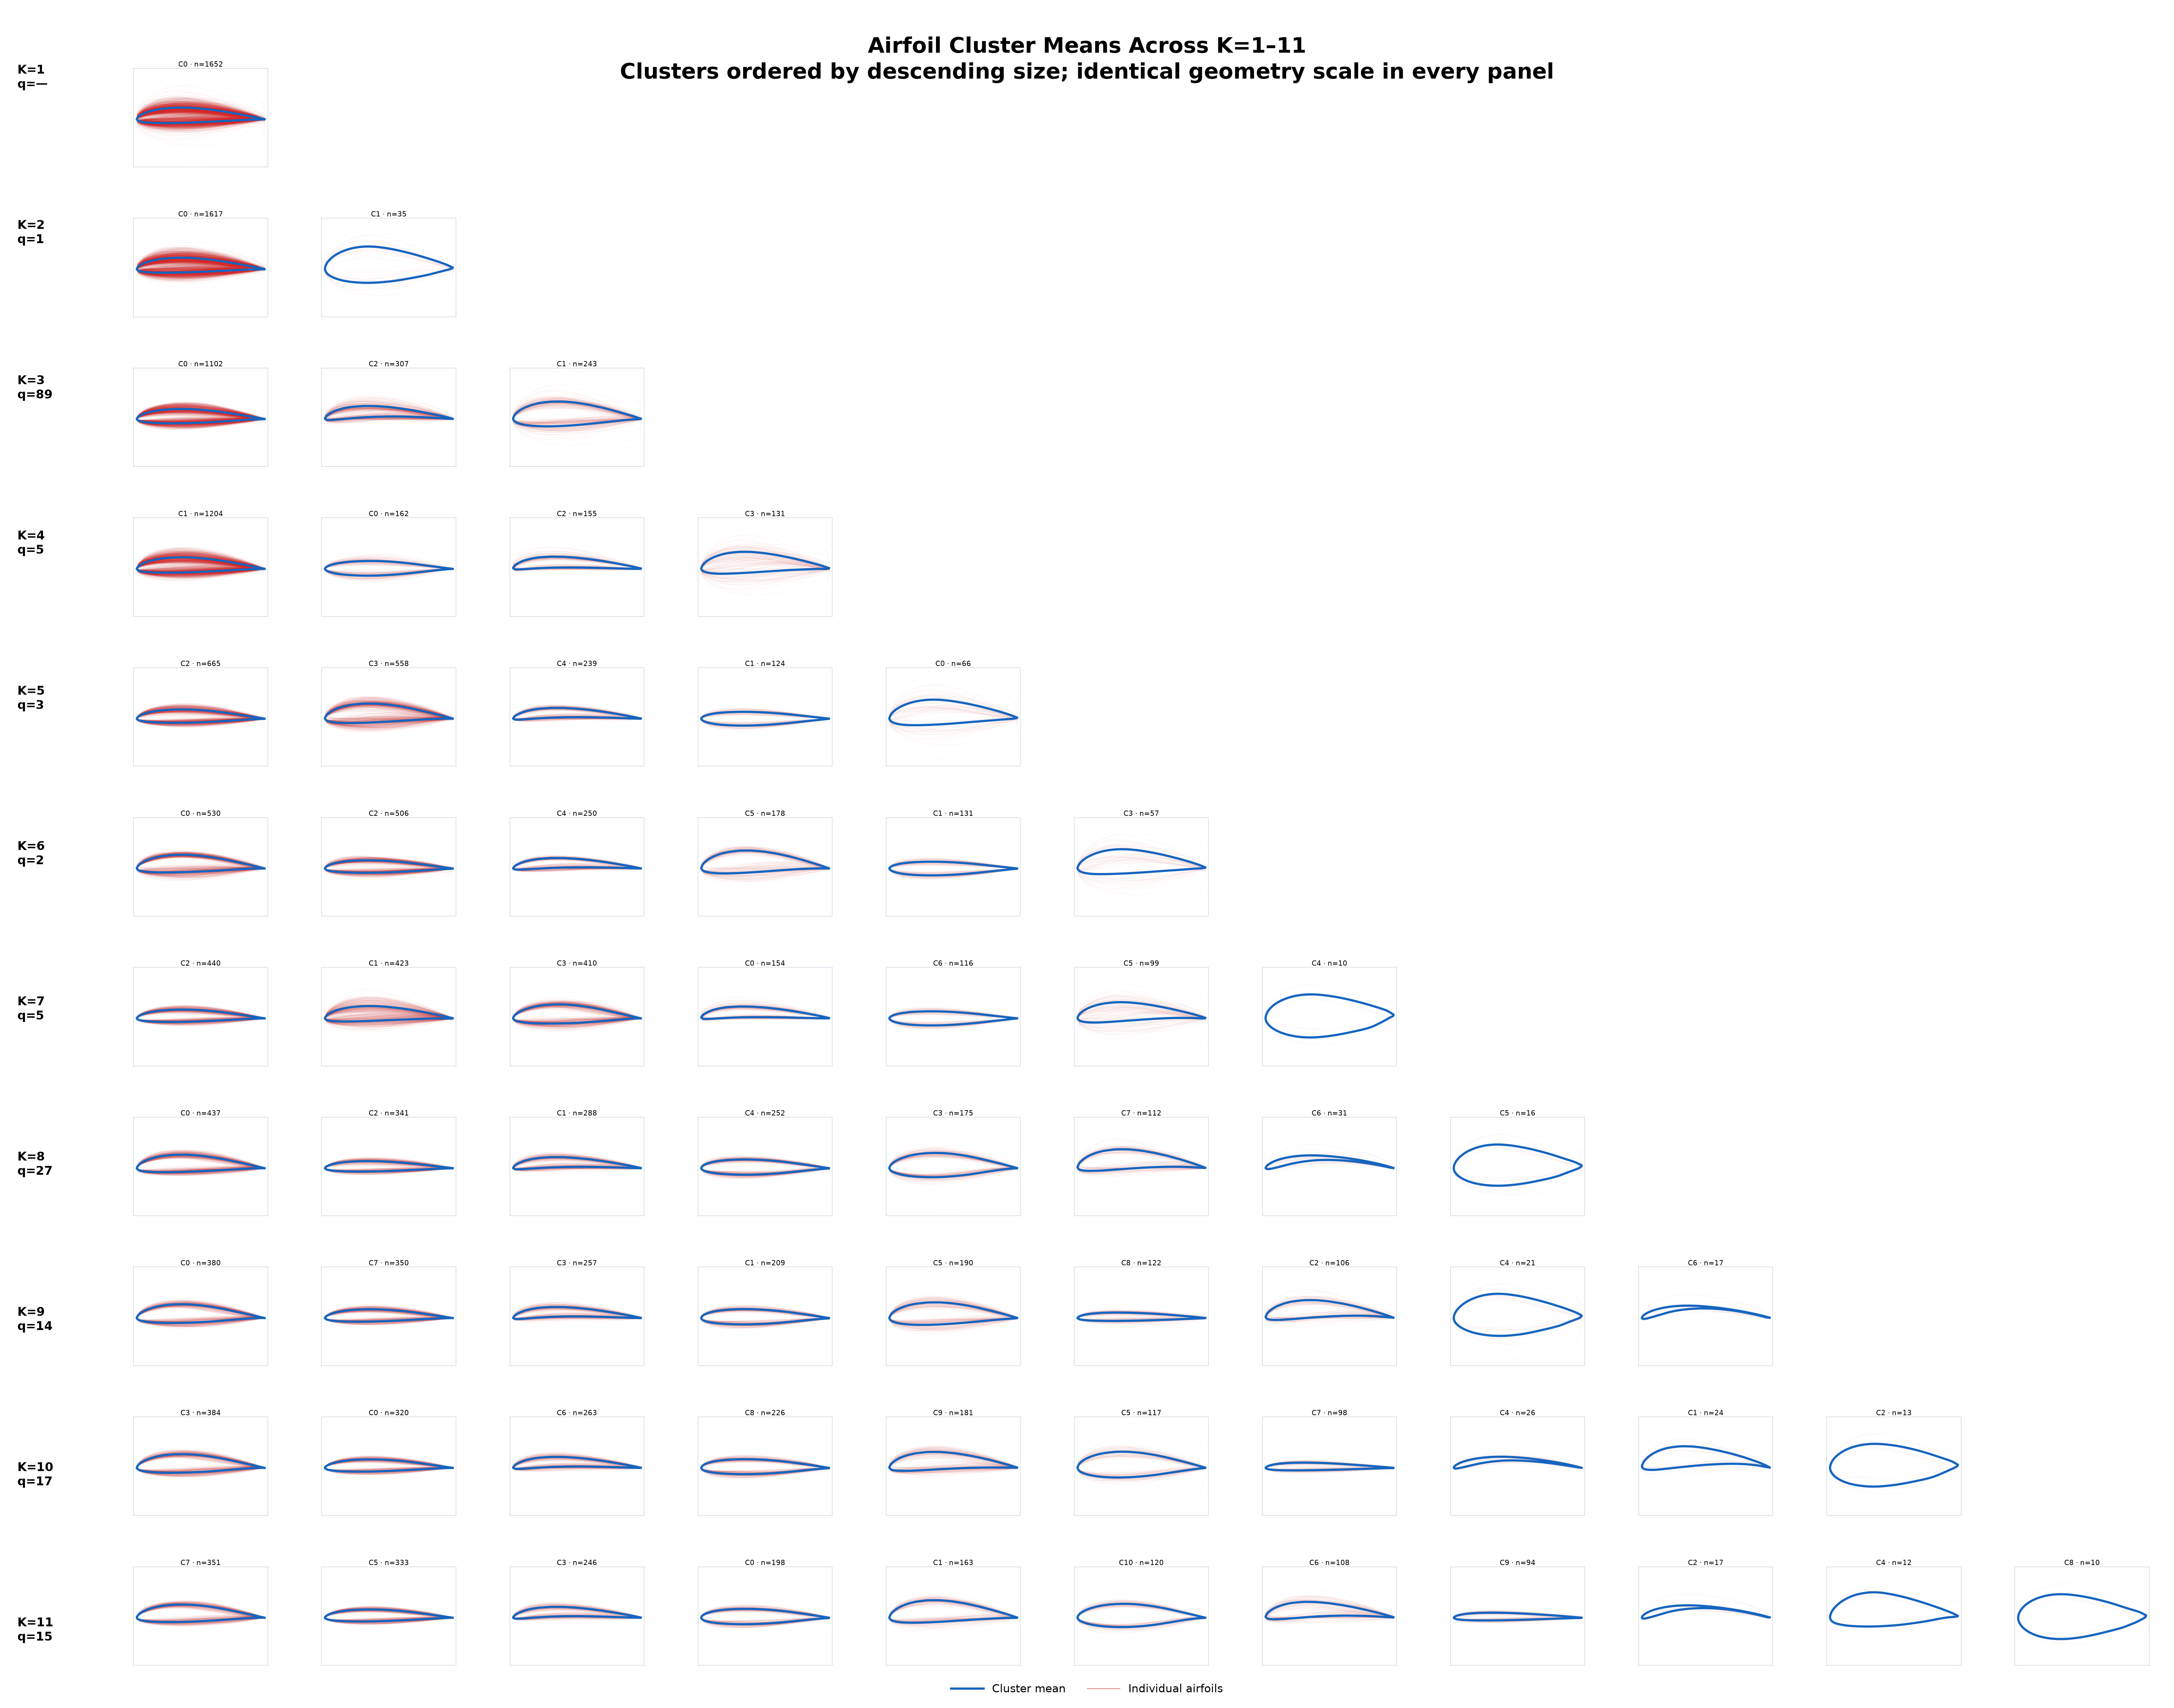 Airfoil Cluster Means Across K=1–11
Clusters ordered by descending size; identical geometry scale in every panel
K=1
q=—
C0 · n=1652
K=2
q=1
C0 · n=1617
C1 · n=35
K=3
q=89
C0 · n=1102
C2 · n=307
C1 · n=243
K=4
q=5
C1 · n=1204
C0 · n=162
C2 · n=155
C3 · n=131
K=5
q=3
C2 · n=665
C3 · n=558
C4 · n=239
C1 · n=124
C0 · n=66
K=6
q=2
C0 · n=530
C2 · n=506
C4 · n=250
C5 · n=178
C1 · n=131
C3 · n=57
K=7
q=5
C2 · n=440
C1 · n=423
C3 · n=410
C0 · n=154
C6 · n=116
C5 · n=99
C4 · n=10
K=8
q=27
C0 · n=437
C2 · n=341
C1 · n=288
C4 · n=252
C3 · n=175
C7 · n=112
C6 · n=31
C5 · n=16
K=9
q=14
C0 · n=380
C7 · n=350
C3 · n=257
C1 · n=209
C5 · n=190
C8 · n=122
C2 · n=106
C4 · n=21
C6 · n=17
K=10
q=17
C3 · n=384
C0 · n=320
C6 · n=263
C8 · n=226
C9 · n=181
C5 · n=117
C7 · n=98
C4 · n=26
C1 · n=24
C2 · n=13
K=11
q=15
C7 · n=351
C5 · n=333
C3 · n=246
C0 · n=198
C1 · n=163
C10 · n=120
C6 · n=108
C9 · n=94
C2 · n=17
C4 · n=12
C8 · n=10
Cluster mean
Individual airfoils